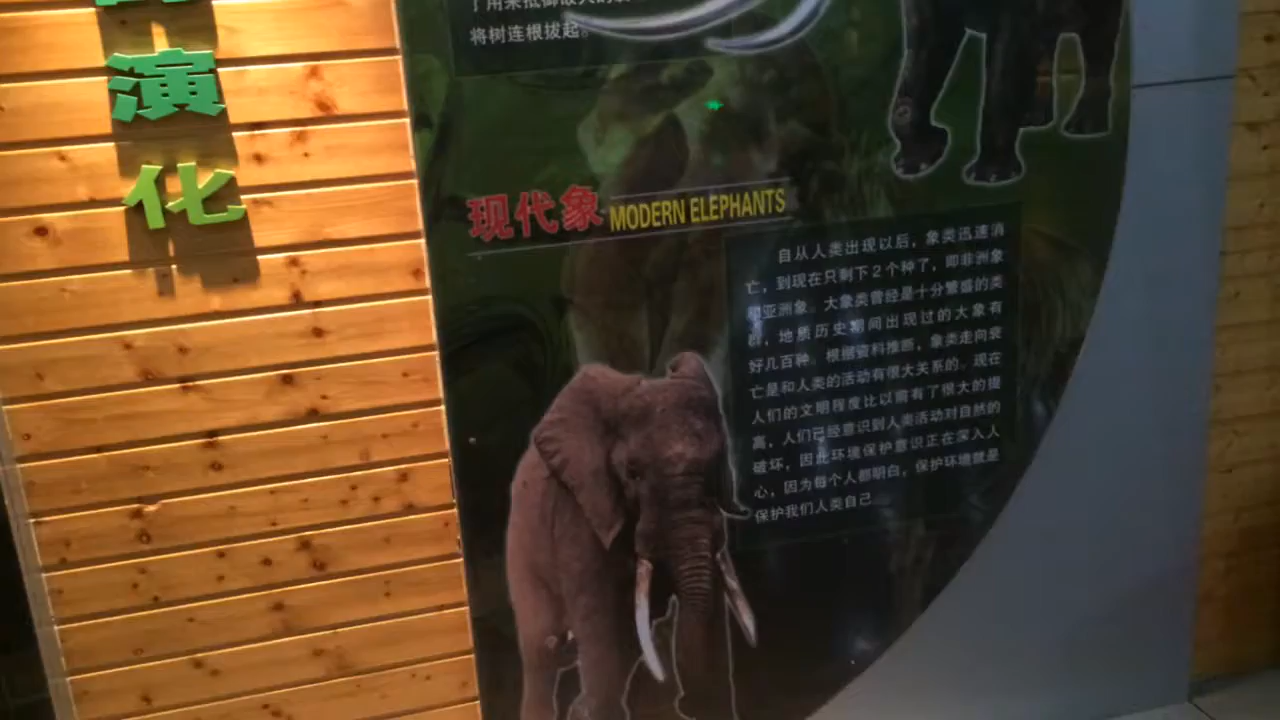 演
化
将树连根拔起。
现代象 MODERN ELEPHANTS
自从人类出现以后，象类迅速消
亡，到现在只剩下2个种了，即非洲象
和亚洲象。大象类曾经是十分繁盛的类
群，地质历史期间出现过的大象有
好几百种。根据资料推断，象类走向衰
亡是和人类的活动有很大关系的。现在
人们的文明程度比以前有了很大的提
高，人们已经意识到人类活动对自然的
破坏，因此环境保护意识正在深入人
心，因为每个人都明白，保护环境就是
保护我们人类自己